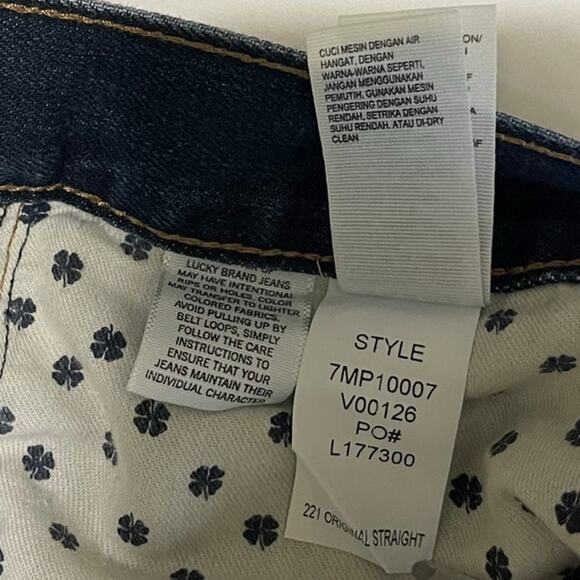 CUCI MESIN DENGAN AIR
HANGAT, DENGAN
WARNA-WARNA SEPERTI,
JANGAN MENGGUNAKAN
PEMUTIH, GUNAKAN MESIN
PENGERING DENGAN SUHU
RENDAH, SETRIKA DENGAN
SUHU RENDAH, ATAU DI-DRY
CLEAN
LUCKY BRAND JEANS
MAY HAVE INTENTIONAL
RIPS OR HOLES, COLOR
MAY TRANSFER TO LIGHTER
COLORED FABRICS.
AVOID PULLING UP BY
BELT LOOPS, SIMPLY
FOLLOW THE CARE
INSTRUCTIONS TO
ENSURE THAT YOUR
JEANS MAINTAIN THEIR
INDIVIDUAL CHARACTER
STYLE
7MP10007
V00126
PO#
L177300
221 ORIGINAL STRAIGHT